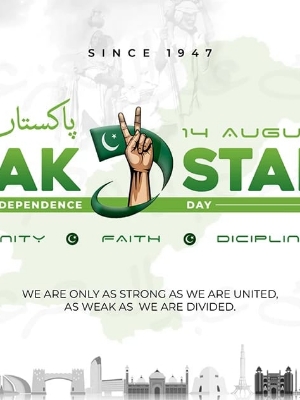 SINCE 1947
پاکستان
14 AUGU
AK STA
DEPENDENCE DAY
NITY FAITH DICIPLIN
WE ARE ONLY AS STRONG AS WE ARE UNITED,
AS WEAK AS WE ARE DIVIDED.